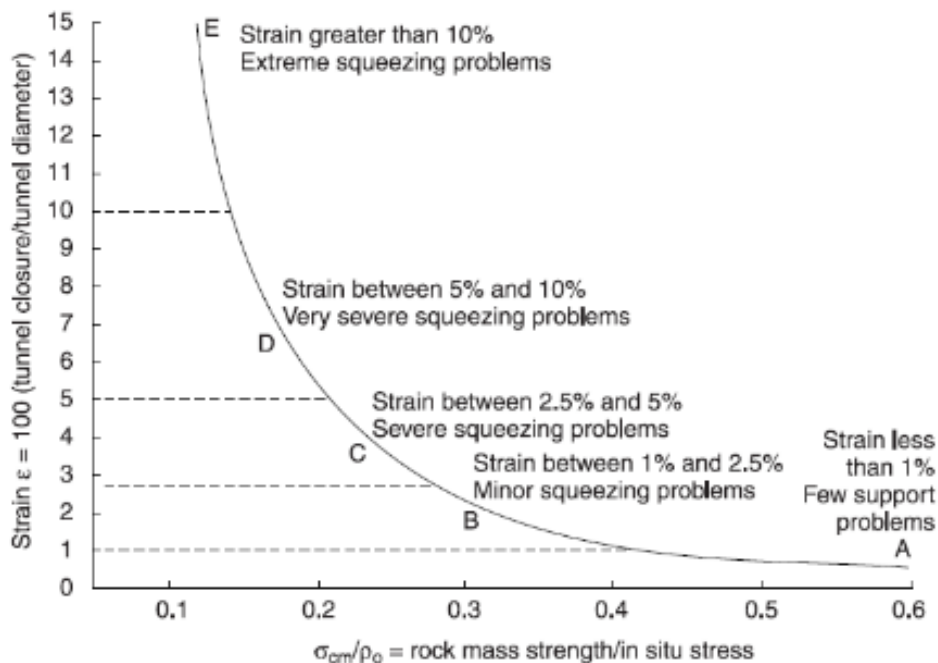 Strain ε = 100 (tunnel closure/tunnel diameter)
15
14
13
12
11
10
9
8
7
6
5
4
3
2
1
0
E
Strain greater than 10%
Extreme squeezing problems
Strain between 5% and 10%
Very severe squeezing problems
D
Strain between 2.5% and 5%
Severe squeezing problems
C
Strain between 1% and 2.5%
Minor squeezing problems
B
Strain less
than 1%
Few support
problems
A
0.1
0.2
0.3
0.4
0.5
0.6
σcm/ρo = rock mass strength/in situ stress